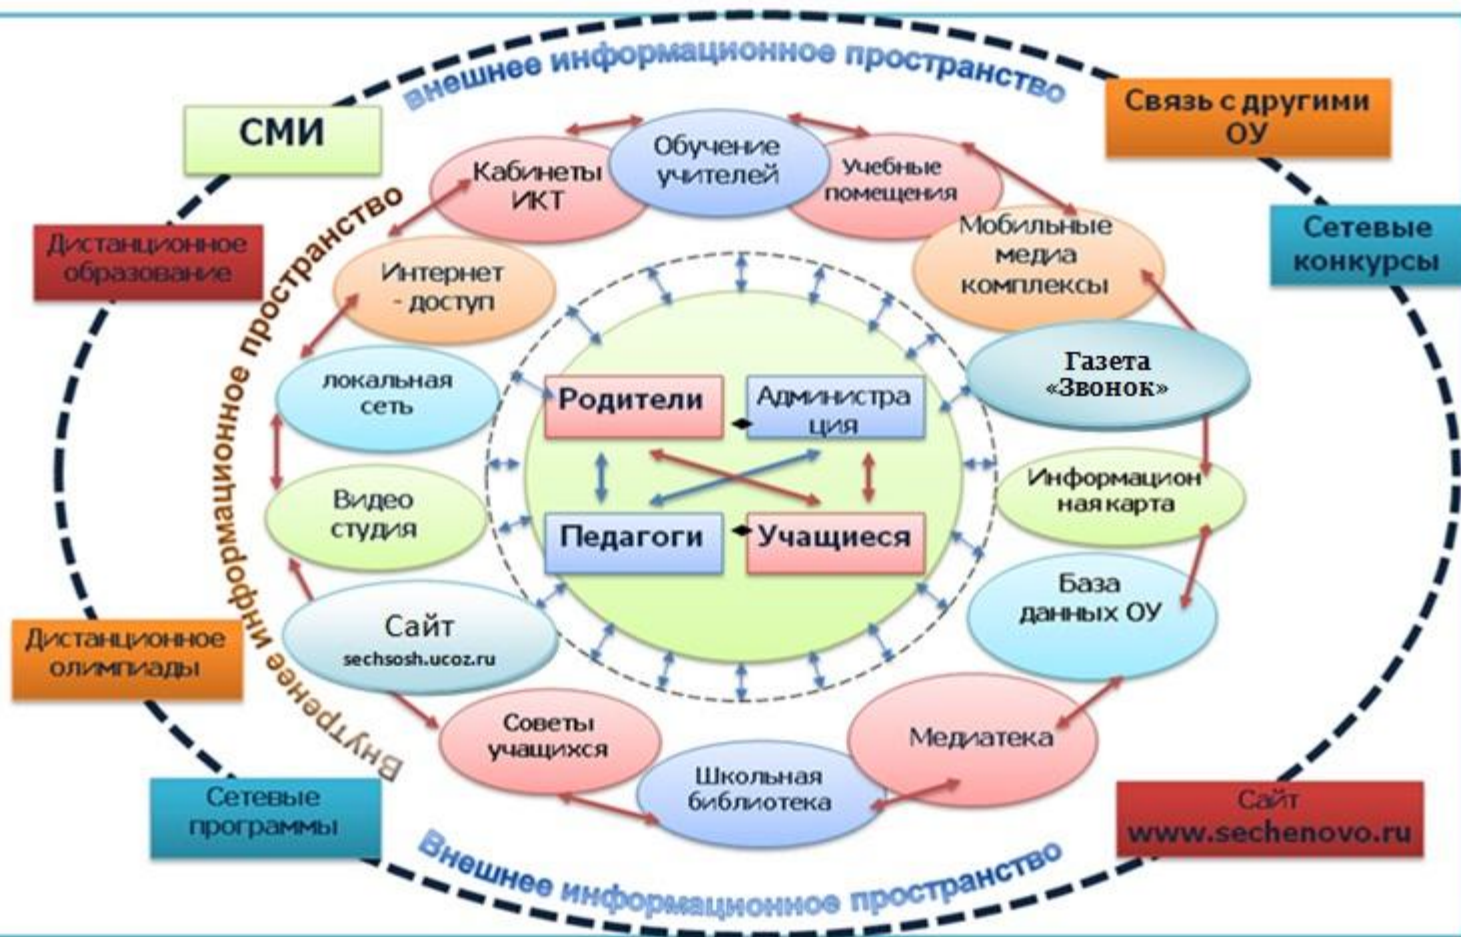 внешнее информационное пространство
СМИ
Связь с другими
ОУ
Дистанционное
образование
Сетевые
конкурсы
Внутренее информационное пространство
Кабинеты
ИКТ
Обучение
учителей
Учебные
помещения
Мобильные
медиа
комплексы
Интернет
- доступ
Газета
«Звонок»
локальная
сеть
Родители
Администра
ция
Информацион
ная карта
Видео
студия
Педагоги
Учащиеся
База
данных ОУ
Сайт
sechsosh.ucoz.ru
Дистанционное
олимпиады
Советы
учащихся
Школьная
библиотека
Медиатека
Сетевые
программы
Сайт
www.sechenovo.ru
Внешнее информационное пространство